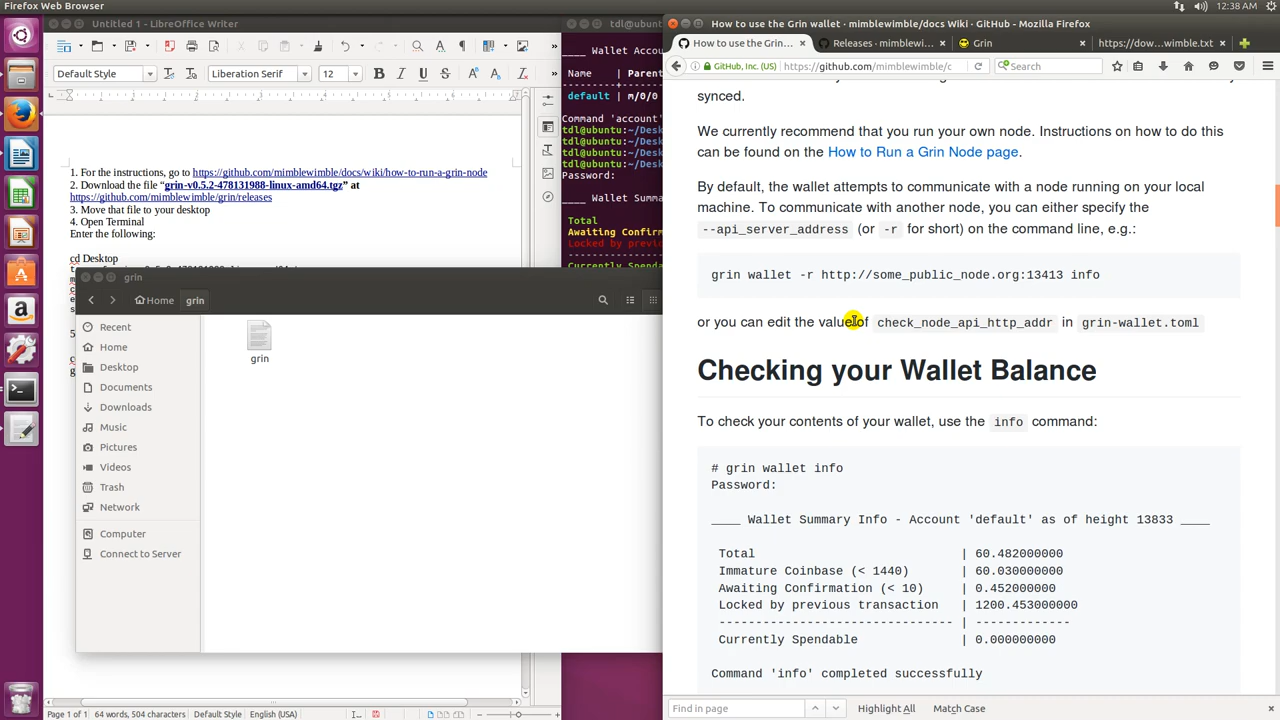 Firefox Web Browser
12:38 AM
Untitled 1 - LibreOffice Writer
Default Style
Liberation Serif
12
1. For the instructions, go to https://github.com/mimblewimble/docs/wiki/how-to-run-a-grin-node
2. Download the file "grin-v0.5.2-478131988-linux-amd64.tgz" at
https://github.com/mimblewimble/grin/releases
3. Move that file to your desktop
4. Open Terminal
Enter the following:
cd Desktop
Page 1 of 1
64 words, 504 characters
Default Style
English (USA)
tdl@ubuntu
____ Wallet Accou
Name | Parent
default | m/0/0
Command 'account'
tdl@ubuntu:~/Desk
tdl@ubuntu:~/Desk
tdl@ubuntu:~/Desk
Password:
____ Wallet Summa
Total
Awaiting Confirm
Locked by previo
Currently Spendable
grin
Home
grin
Recent
Home
Desktop
Documents
Downloads
Music
Pictures
Videos
Trash
Network
Computer
Connect to Server
grin
How to use the Grin wallet · mimblewimble/docs Wiki · GitHub - Mozilla Firefox
How to use the Grin...
Releases · mimblewi...
Grin
https://dow...wimble.txt
GitHub, Inc. (US)
https://github.com/mimblewimble/c
Search
synced.
We currently recommend that you run your own node. Instructions on how to do this
can be found on the How to Run a Grin Node page.
By default, the wallet attempts to communicate with a node running on your local
machine. To communicate with another node, you can either specify the
--api_server_address (or -r for short) on the command line, e.g.:
grin wallet -r http://some_public_node.org:13413 info
or you can edit the value of check_node_api_http_addr in grin-wallet.toml
Checking your Wallet Balance
To check your contents of your wallet, use the info command:
# grin wallet info
Password:
____ Wallet Summary Info - Account 'default' as of height 13833 ____
Total | 60.482000000
Immature Coinbase (< 1440) | 60.030000000
Awaiting Confirmation (< 10) | 0.452000000
Locked by previous transaction | 1200.453000000
-------------------------------- | -------------
Currently Spendable | 0.000000000
Command 'info' completed successfully
Find in page
Highlight All
Match Case